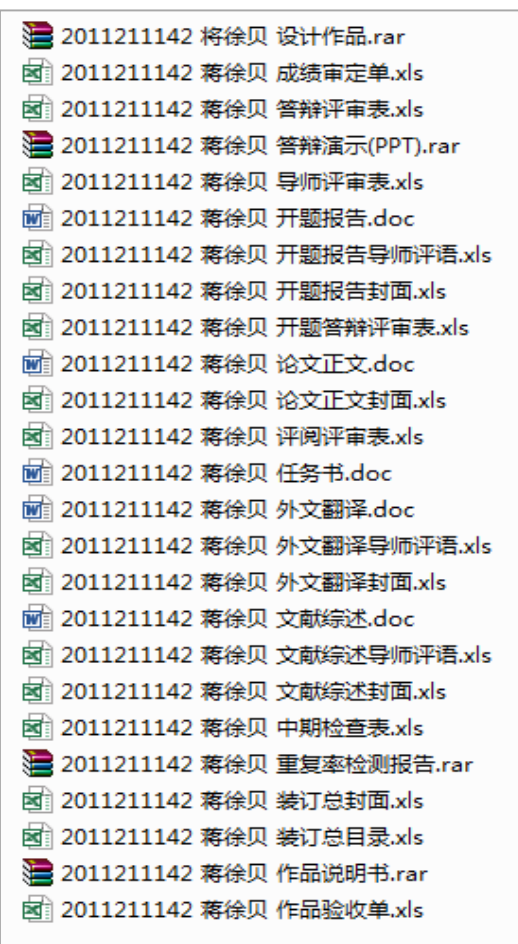 2011211142 将徐贝 设计作品.rar
2011211142 蒋徐贝 成绩审定单.xls
2011211142 蒋徐贝 答辩评审表.xls
2011211142 蒋徐贝 答辩演示(PPT).rar
2011211142 蒋徐贝 导师评审表.xls
2011211142 蒋徐贝 开题报告.doc
2011211142 蒋徐贝 开题报告导师评语.xls
2011211142 蒋徐贝 开题报告封面.xls
2011211142 蒋徐贝 开题答辩评审表.xls
2011211142 蒋徐贝 论文正文.doc
2011211142 蒋徐贝 论文正文封面.xls
2011211142 蒋徐贝 评阅评审表.xls
2011211142 蒋徐贝 任务书.doc
2011211142 蒋徐贝 外文翻译.doc
2011211142 蒋徐贝 外文翻译导师评语.xls
2011211142 蒋徐贝 外文翻译封面.xls
2011211142 蒋徐贝 文献综述.doc
2011211142 蒋徐贝 文献综述导师评语.xls
2011211142 蒋徐贝 文献综述封面.xls
2011211142 蒋徐贝 中期检查表.xls
2011211142 蒋徐贝 重复率检测报告.rar
2011211142 蒋徐贝 装订总封面.xls
2011211142 蒋徐贝 装订总目录.xls
2011211142 蒋徐贝 作品说明书.rar
2011211142 蒋徐贝 作品验收单.xls